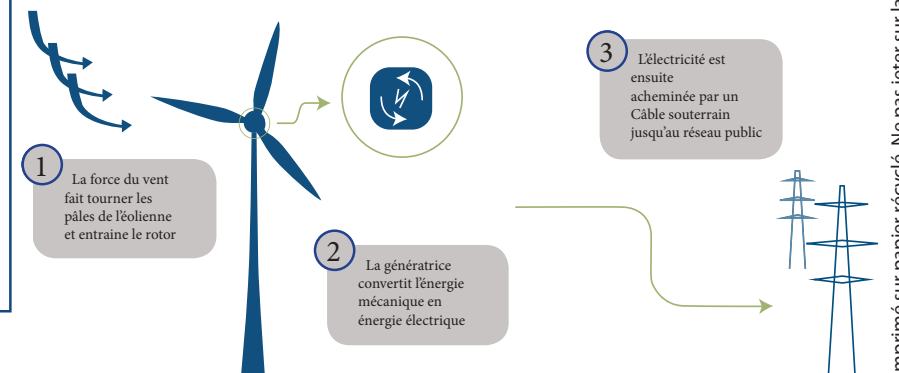 1
La force du vent
fait tourner les
pâles de l'éolienne
et entraine le rotor
2
La génératrice
convertit l'énergie
mécanique en
énergie électrique
3
L'électricité est
ensuite
acheminée par un
Câble souterrain
jusqu'au réseau public
mprimé sur papier récyclé. Ne pas jeter sur la